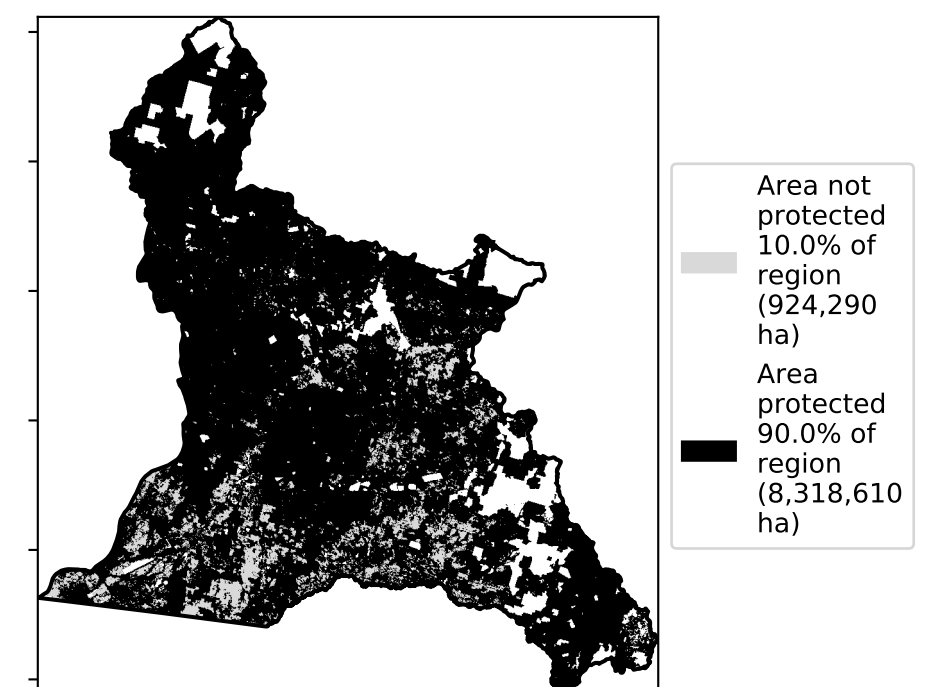 Area not
protected
10.0% of
region
(924,290
ha)
Area
protected
90.0% of
region
(8,318,610
ha)